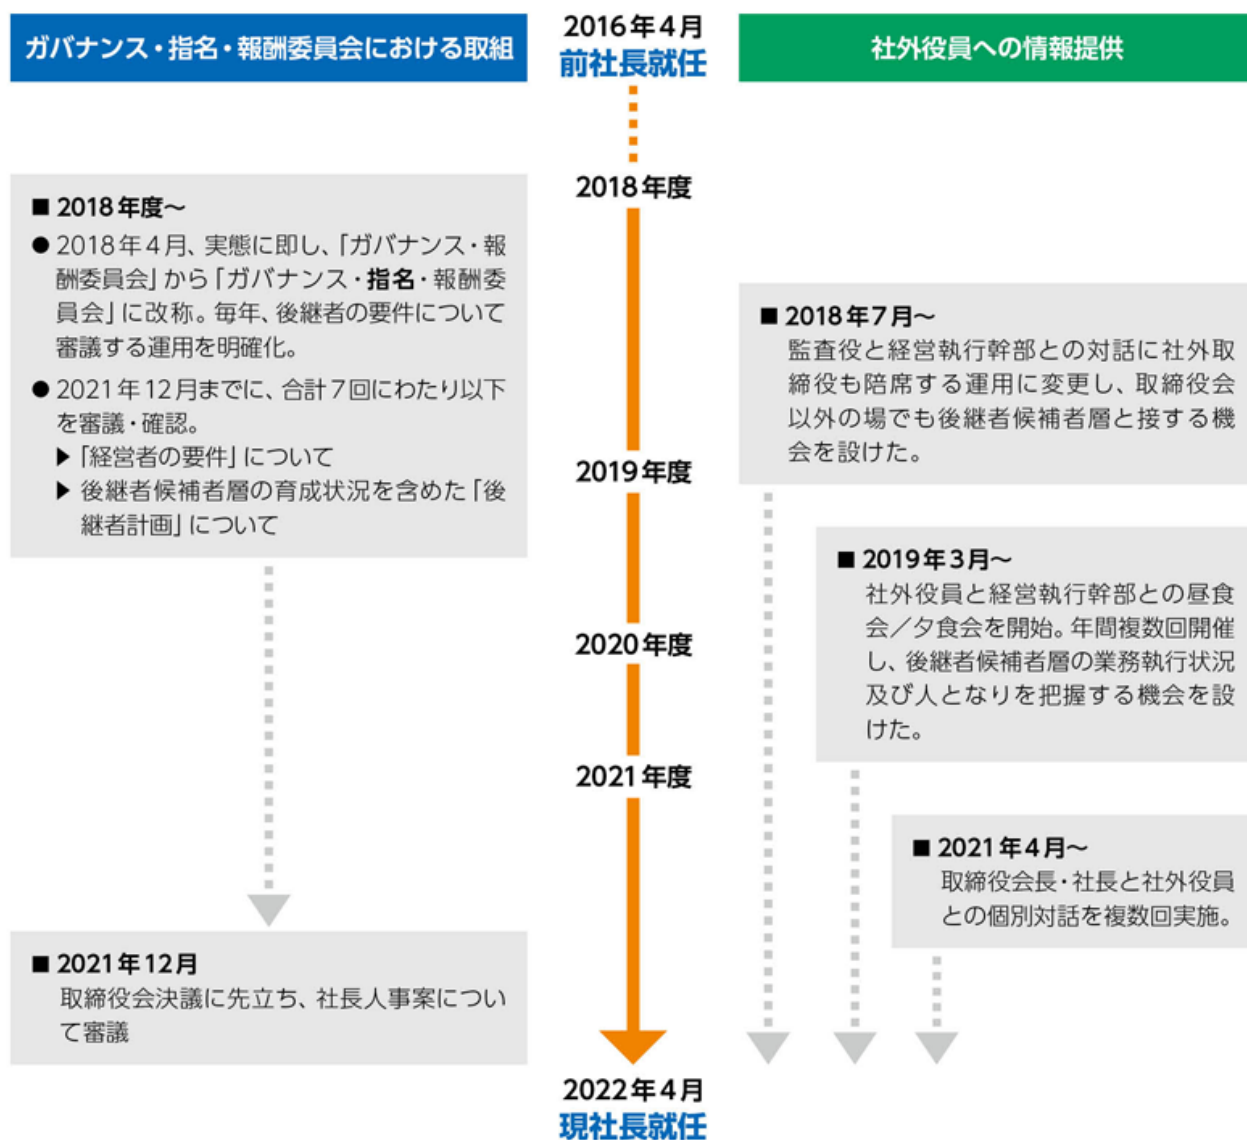 ガバナンス・指名・報酬委員会における取組
2016年4月
前社長就任
社外役員への情報提供
■ 2018年度～
● 2018年4月、実態に即し、「ガバナンス・報
酬委員会」から「ガバナンス・指名・報酬委
員会」に改称。毎年、後継者の要件について
審議する運用を明確化。
● 2021年12月までに、合計7回にわたり以下
を審議・確認。
▶ 「経営者の要件」について
▶ 後継者候補者層の育成状況を含めた「後
継者計画」について
■ 2021年12月
取締役会決議に先立ち、社長人事案につい
て審議
2018年度
2019年度
2020年度
2021年度
2022年4月
現社長就任
■ 2018年7月～
監査役と経営執行幹部との対話に社外取
締役も陪席する運用に変更し、取締役会
以外の場でも後継者候補者層と接する機
会を設けた。
■ 2019年3月～
社外役員と経営執行幹部との昼食
会／夕食会を開始。年間複数回開催
し、後継者候補者層の業務執行状況
及び人となりを把握する機会を設
けた。
■ 2021年4月～
取締役会長・社長と社外役員
との個別対話を複数回実施。